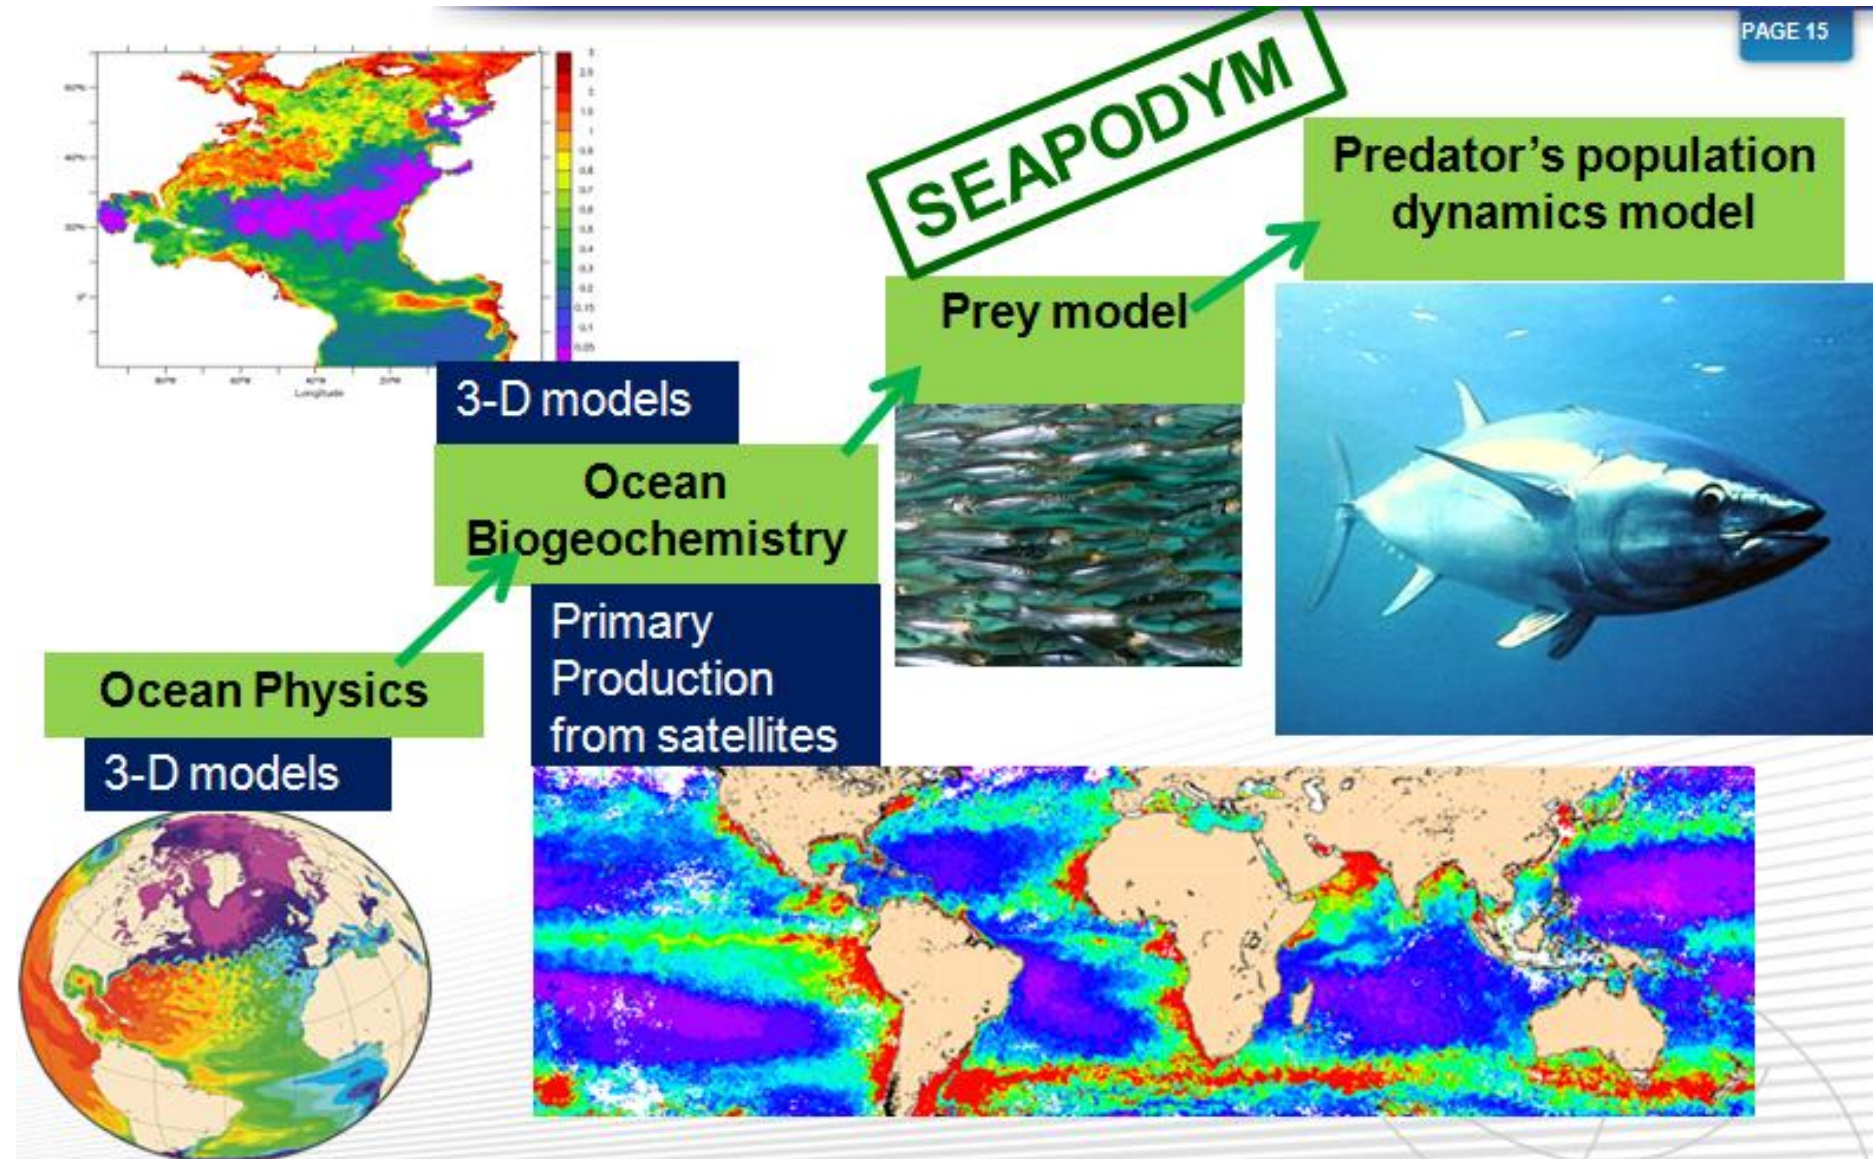 PAGE 15
SEAPODYM
Predator’s population
dynamics model
Prey model
3-D models
Ocean
Biogeochemistry
Primary
Production
from satellites
Ocean Physics
3-D models
Longitude